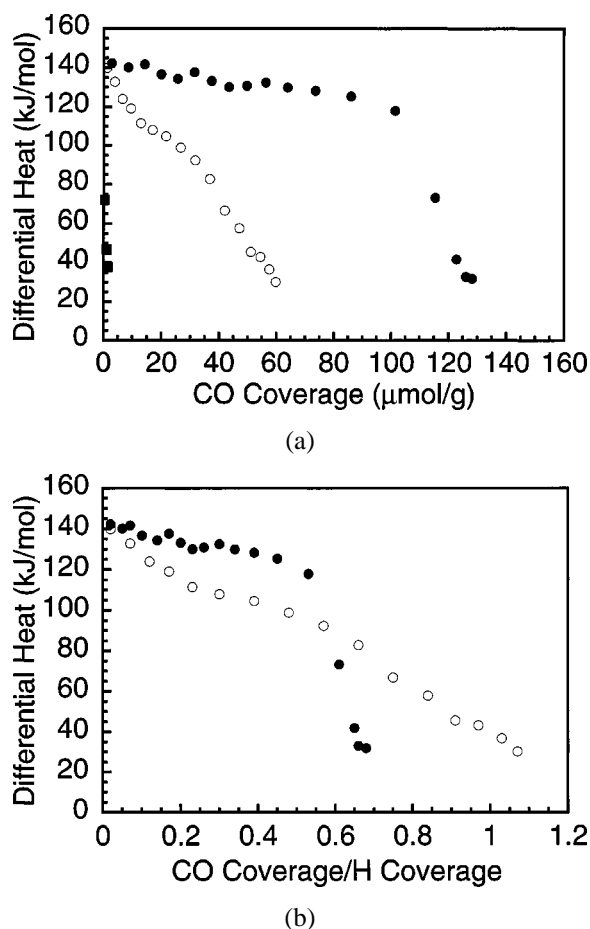 160
140
120
100
80
60
40
20
0
Differential Heat (kJ/mol)
0 20 40 60 80 100 120 140 160
CO Coverage (μmol/g)
(a)
160
140
120
100
80
60
40
20
0
Differential Heat (kJ/mol)
0 0.2 0.4 0.6 0.8 1 1.2
CO Coverage/H Coverage
(b)